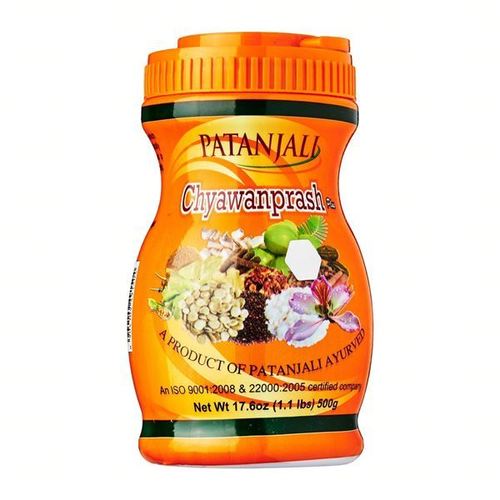 PATANJALI
Chyawanprash
A PRODUCT OF PATANJALI AYURVED
An ISO 9001:2008 & 22000:2005 certified company
Net Wt 17.6oz (1.1 lbs) 500g